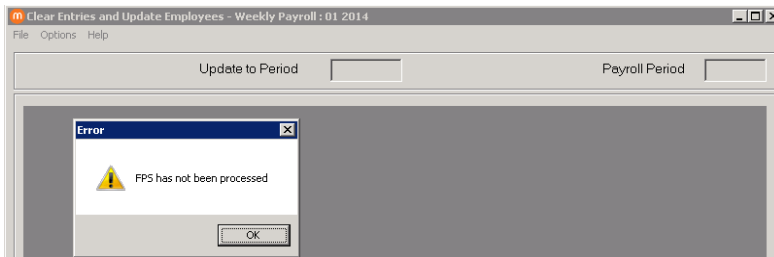 Clear Entries and Update Employees - Weekly Payroll : 01 2014
File Options Help
Update to Period Payroll Period
Error
FPS has not been processed
OK